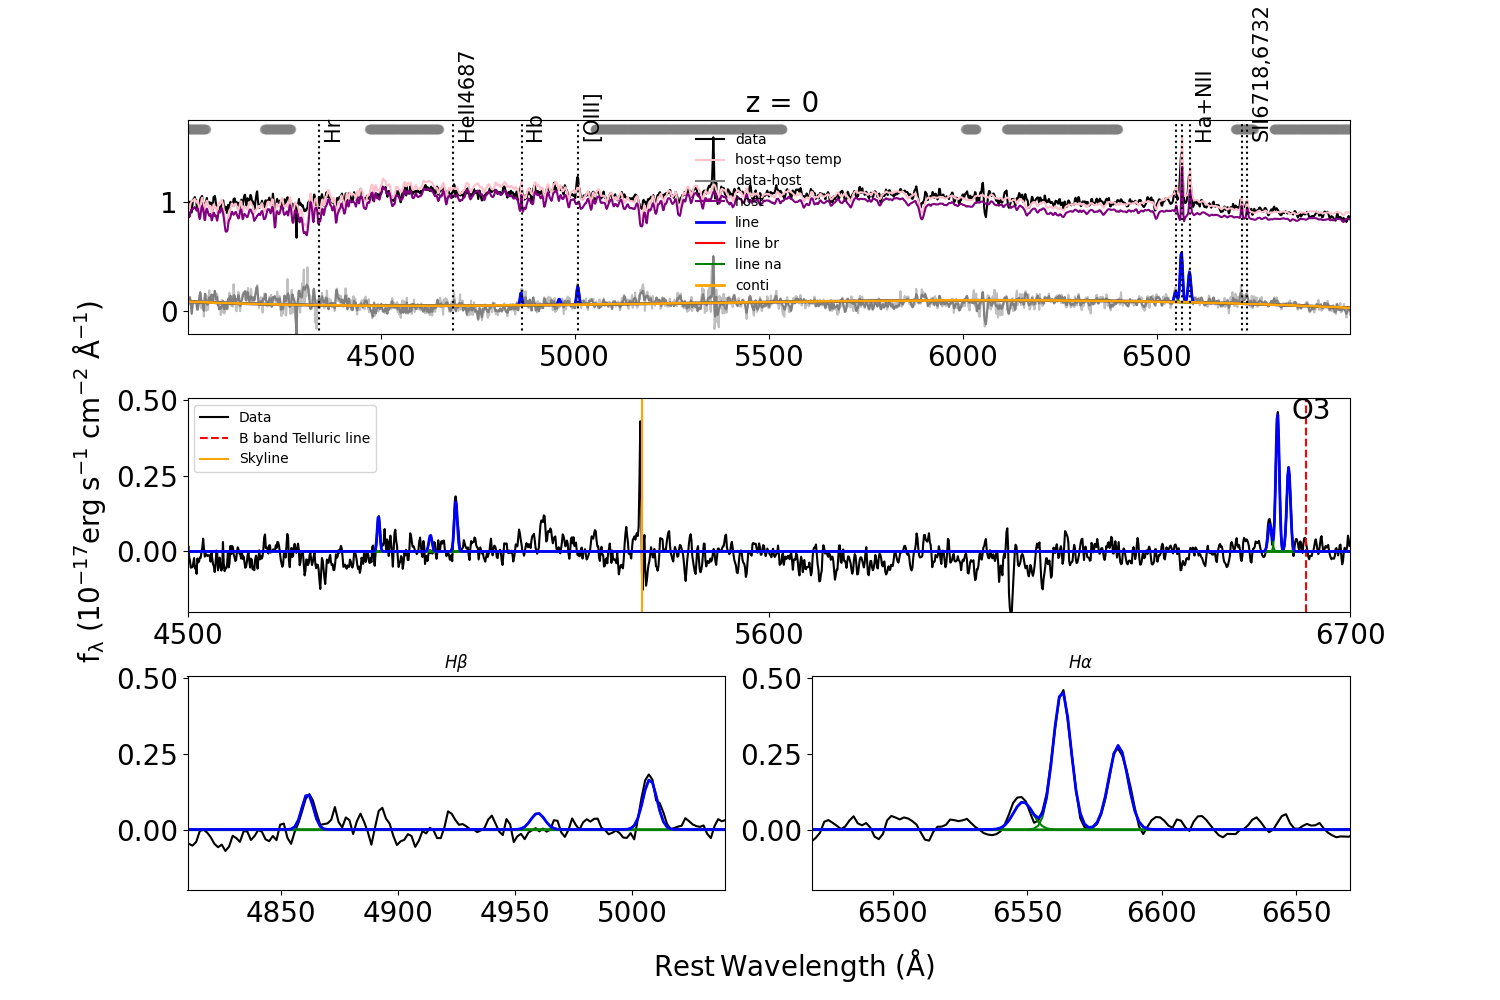 z = 0
Hr
HeII4687
Hb
[OIII]
Ha+NII
SII6718,6732
data
host+qso temp
data-host
host
line
line br
line na
conti
1
0
4500 5000 5500 6000 6500
fλ (10⁻¹⁷erg s⁻¹ cm⁻² Å⁻¹)
Data
B band Telluric line
Skyline
O3
0.50
0.25
0.00
4500 5600 6700
Hβ
0.50
0.25
0.00
4850 4900 4950 5000
Hα
0.50
0.25
0.00
6500 6550 6600 6650
Rest Wavelength (Å)